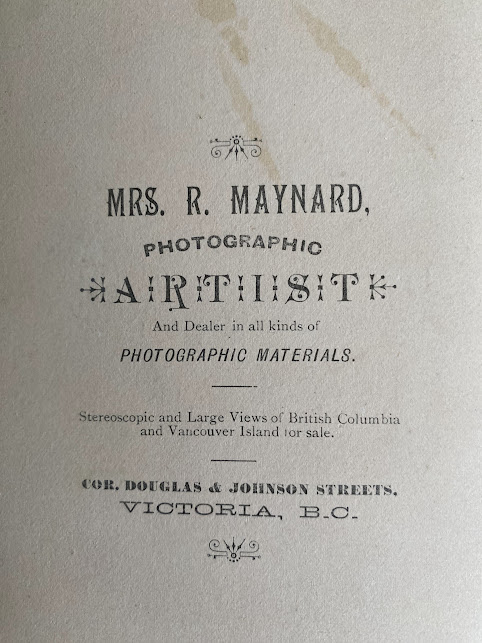 MRS. R. MAYNARD,
PHOTOGRAPHIC
ARTIST
And Dealer in all kinds of
PHOTOGRAPHIC MATERIALS.
Stereoscopic and Large Views of British Columbia
and Vancouver Island for sale.
COR. DOUGLAS & JOHNSON STREETS.
VICTORIA, B.C.